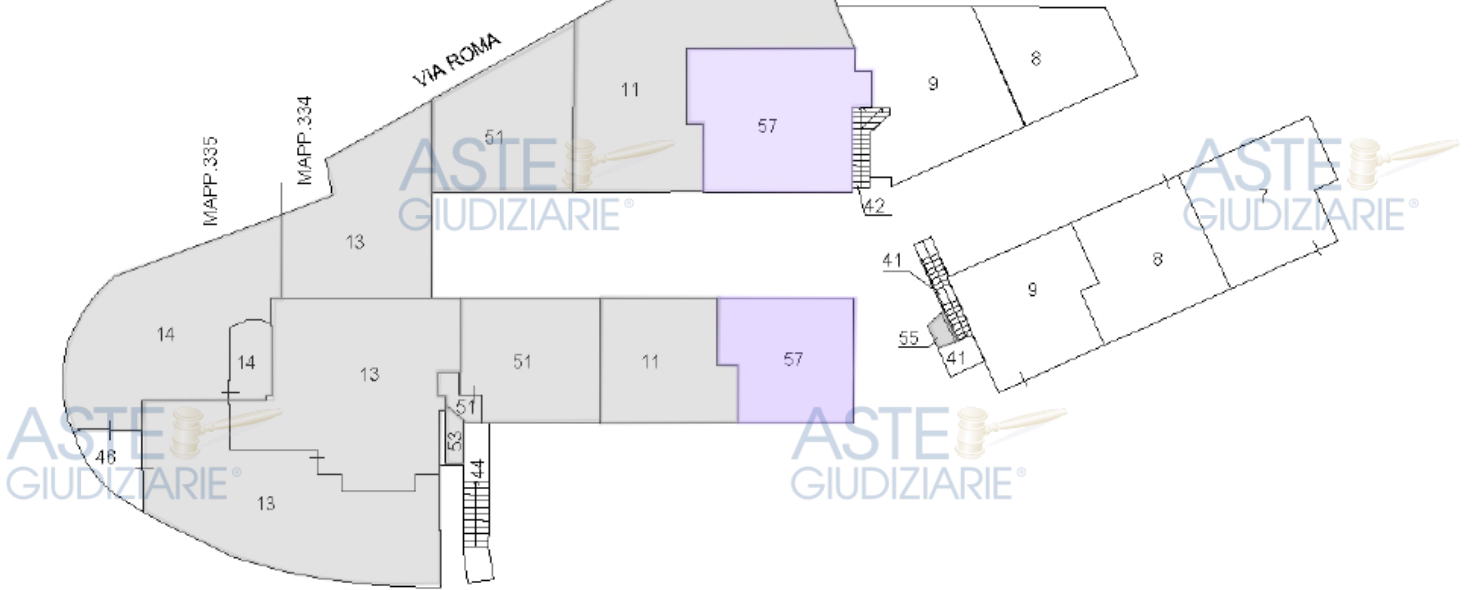 VIA ROMA
8
9
11
57
51
MAPP.334
MAPP.335
ASTE
GIUDIZIARIE®
ASTE
GIUDIZIARIE®
42
7
13
41
8
9
14
14
13
51
11
57
55
41
51
53
44
46
ASTE
GIUDIZIARIE®
ASTE
GIUDIZIARIE®
13